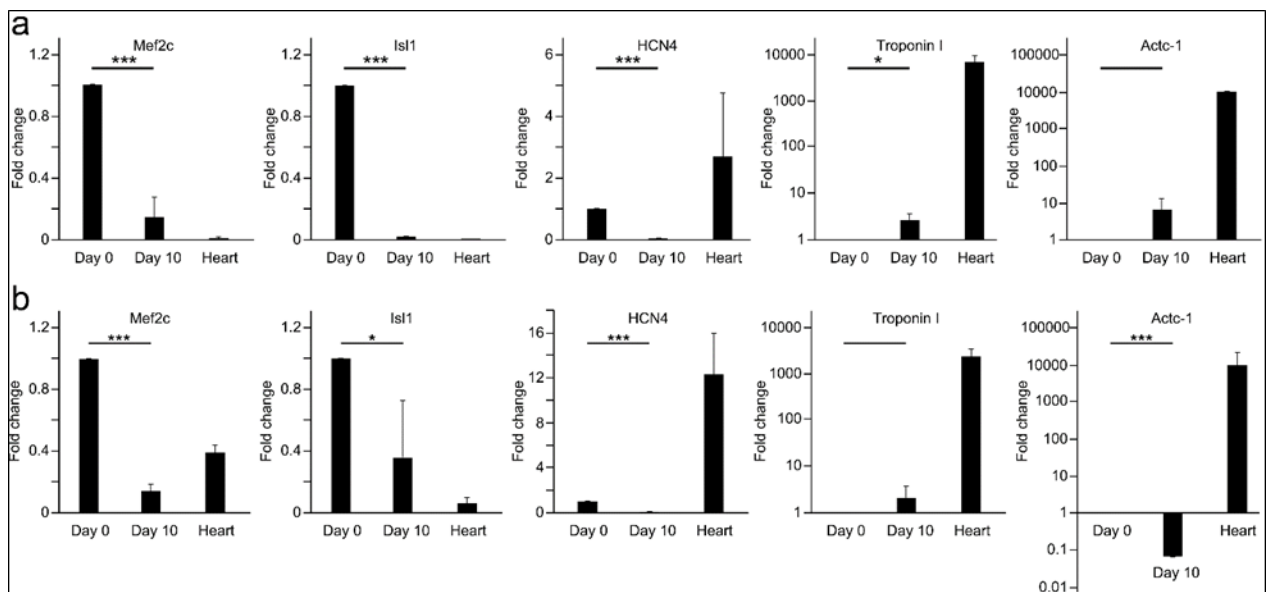 a
Mef2c
Isl1
HCN4
Troponin I
Actc-1
Fold change
1.2
1
0.8
0.4
0
***
Day 0 Day 10 Heart
Fold change
1.2
1
0.8
0.4
0
***
Day 0 Day 10 Heart
Fold change
6
4
2
0
***
Day 0 Day 10 Heart
Fold change
10000
1000
100
10
1
*
Day 0 Day 10 Heart
Fold change
100000
10000
1000
100
10
1
Day 0 Day 10 Heart
b
Mef2c
Isl1
HCN4
Troponin I
Actc-1
Fold change
1.2
1
0.8
0.4
0
***
Day 0 Day 10 Heart
Fold change
1.2
1
0.8
0.4
0
*
Day 0 Day 10 Heart
Fold change
16
12
8
4
0
***
Day 0 Day 10 Heart
Fold change
10000
1000
100
10
1
Day 0 Day 10 Heart
Fold change
100000
10000
1000
100
10
1
0.1
0.01
***
Day 0 Heart
Day 10